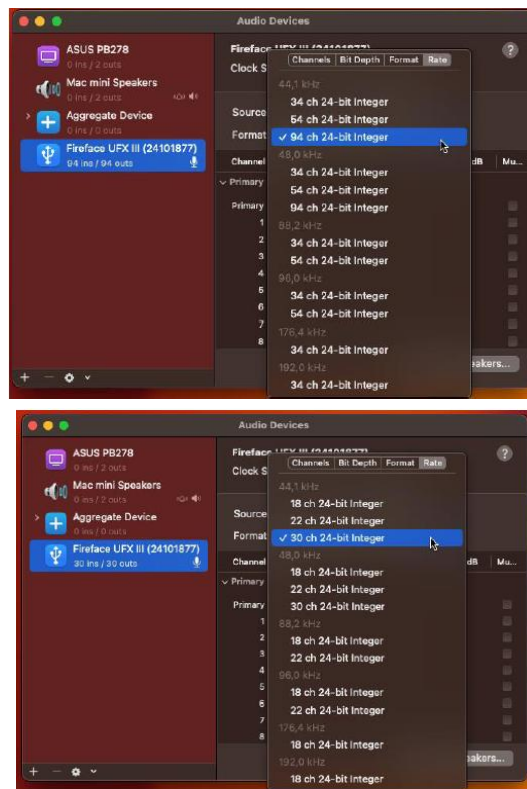 Audio Devices
ASUS PB278
0 ins / 2 outs
Mac mini Speakers
0 ins / 2 outs
Aggregate Device
0 ins / 0 outs
Fireface UFX III (24101877)
94 ins / 94 outs
Fireface UFX III (24101877)
?
Clock S
Source
Format
Channels Bit Depth Format Rate
44,1 kHz
34 ch 24-bit Integer
54 ch 24-bit Integer
✓ 94 ch 24-bit Integer
48,0 kHz
34 ch 24-bit Integer
54 ch 24-bit Integer
94 ch 24-bit Integer
88,2 kHz
34 ch 24-bit Integer
54 ch 24-bit Integer
96,0 kHz
34 ch 24-bit Integer
54 ch 24-bit Integer
176,4 kHz
34 ch 24-bit Integer
192,0 kHz
34 ch 24-bit Integer
Channel
dB
Mu...
Primary
Primary
1
2
3
4
5
6
7
8
eakers...
Audio Devices
ASUS PB278
0 ins / 2 outs
Mac mini Speakers
0 ins / 2 outs
Aggregate Device
0 ins / 0 outs
Fireface UFX III (24101877)
30 ins / 30 outs
Fireface UFX III (24101877)
?
Clock S
Source
Format
Channels Bit Depth Format Rate
44,1 kHz
18 ch 24-bit Integer
22 ch 24-bit Integer
✓ 30 ch 24-bit Integer
48,0 kHz
18 ch 24-bit Integer
22 ch 24-bit Integer
30 ch 24-bit Integer
88,2 kHz
18 ch 24-bit Integer
22 ch 24-bit Integer
96,0 kHz
18 ch 24-bit Integer
22 ch 24-bit Integer
176,4 kHz
18 ch 24-bit Integer
192,0 kHz
18 ch 24-bit Integer
Channel
dB
Mu...
Primary
Primary
1
2
3
4
5
6
7
8
eakers...